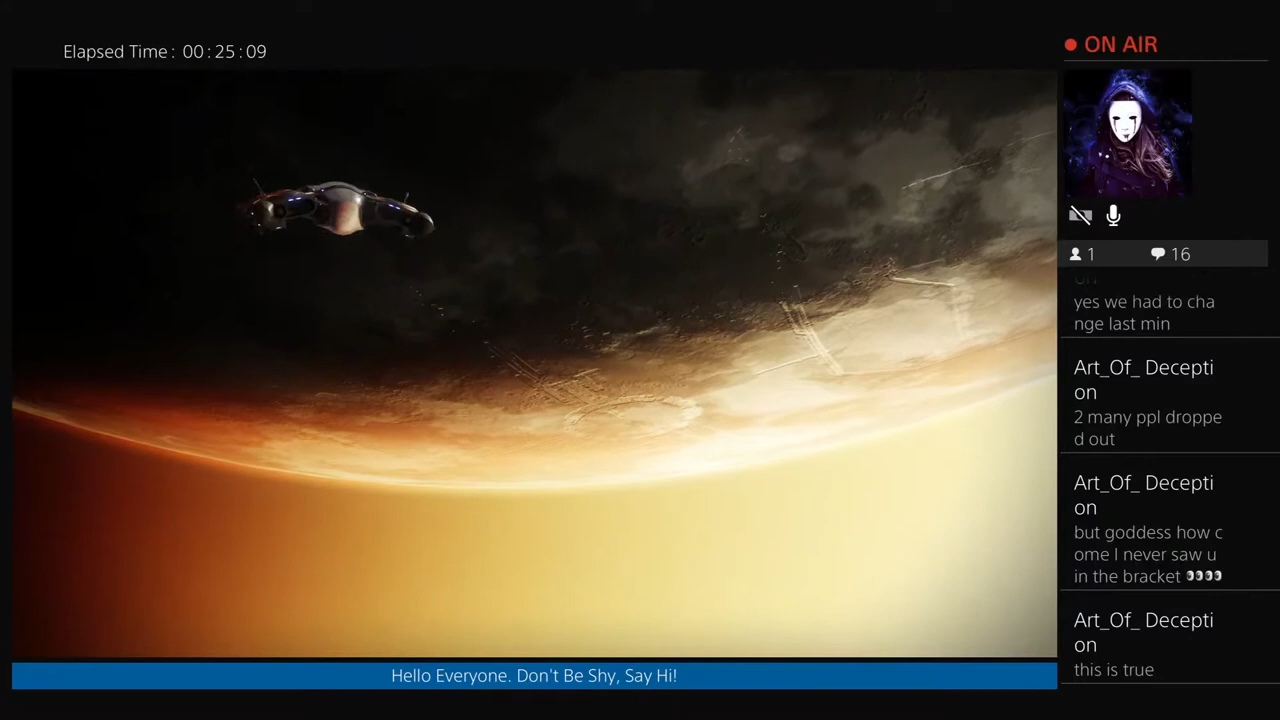 Elapsed Time: 00:25:09
ON AIR
1 16
yes we had to cha
nge last min
Art_Of_ Decepti
on
2 many ppl droppe
d out
Art_Of_ Decepti
on
but goddess how c
ome I never saw u
in the bracket 👀👀
Art_Of_ Decepti
on
this is true
Hello Everyone. Don't Be Shy, Say Hi!